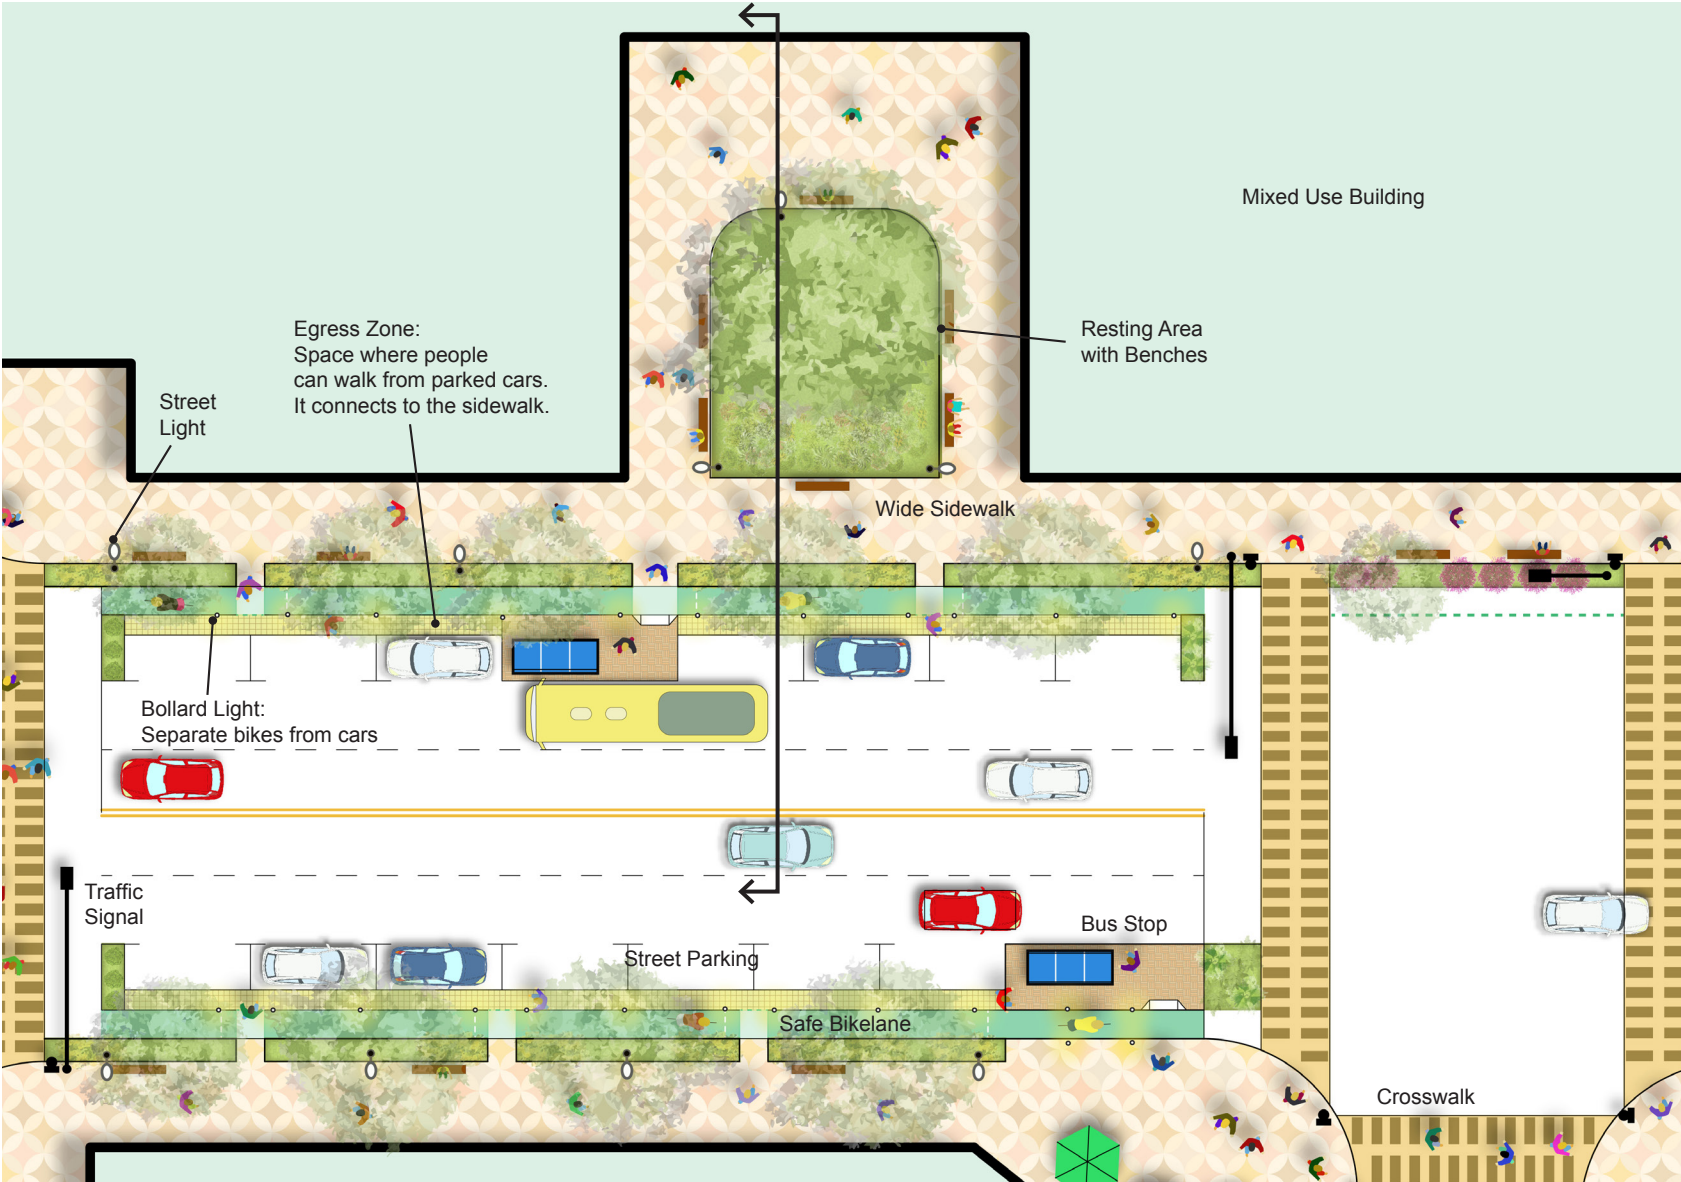 Mixed Use Building
Egress Zone:
Space where people
can walk from parked cars.
It connects to the sidewalk.
Resting Area
with Benches
Street
Light
Wide Sidewalk
Bollard Light:
Separate bikes from cars
Traffic
Signal
Bus Stop
Street Parking
Safe Bikelane
Crosswalk